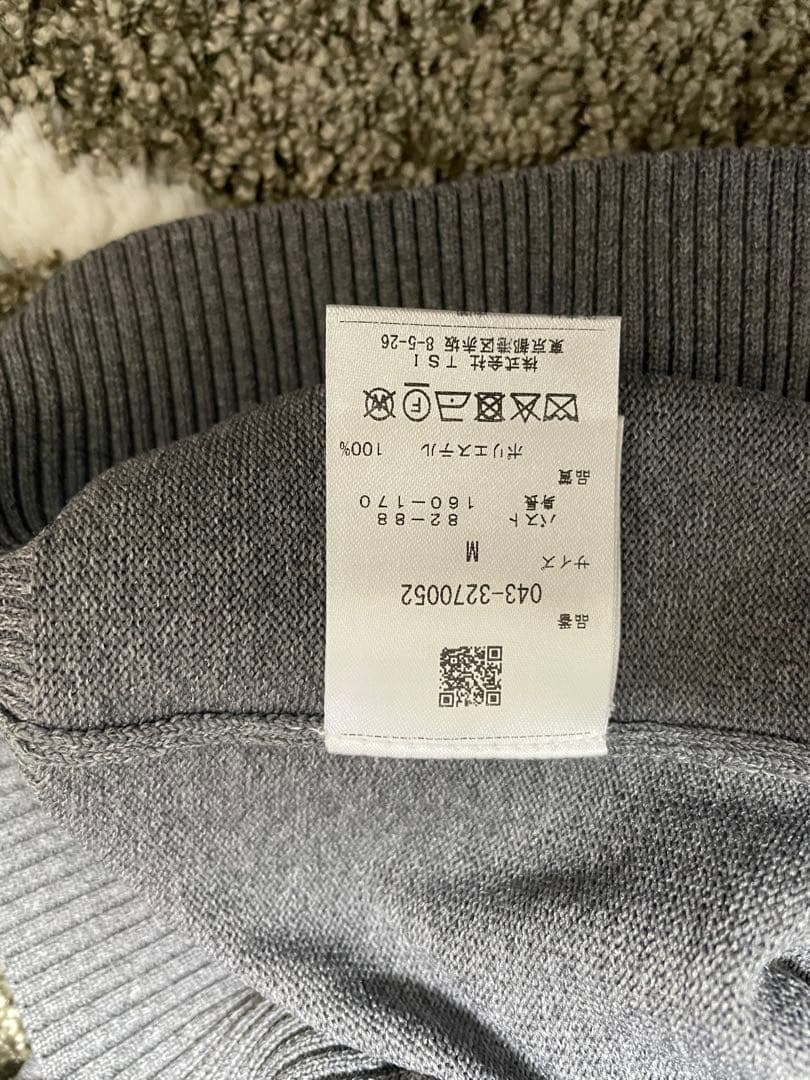 品番
043-3270052
サイズ
M
バスト 82-88
身長 160-170
品質
ポリエステル 100%
株式会社 TSI
東京都港区赤坂 8-5-26